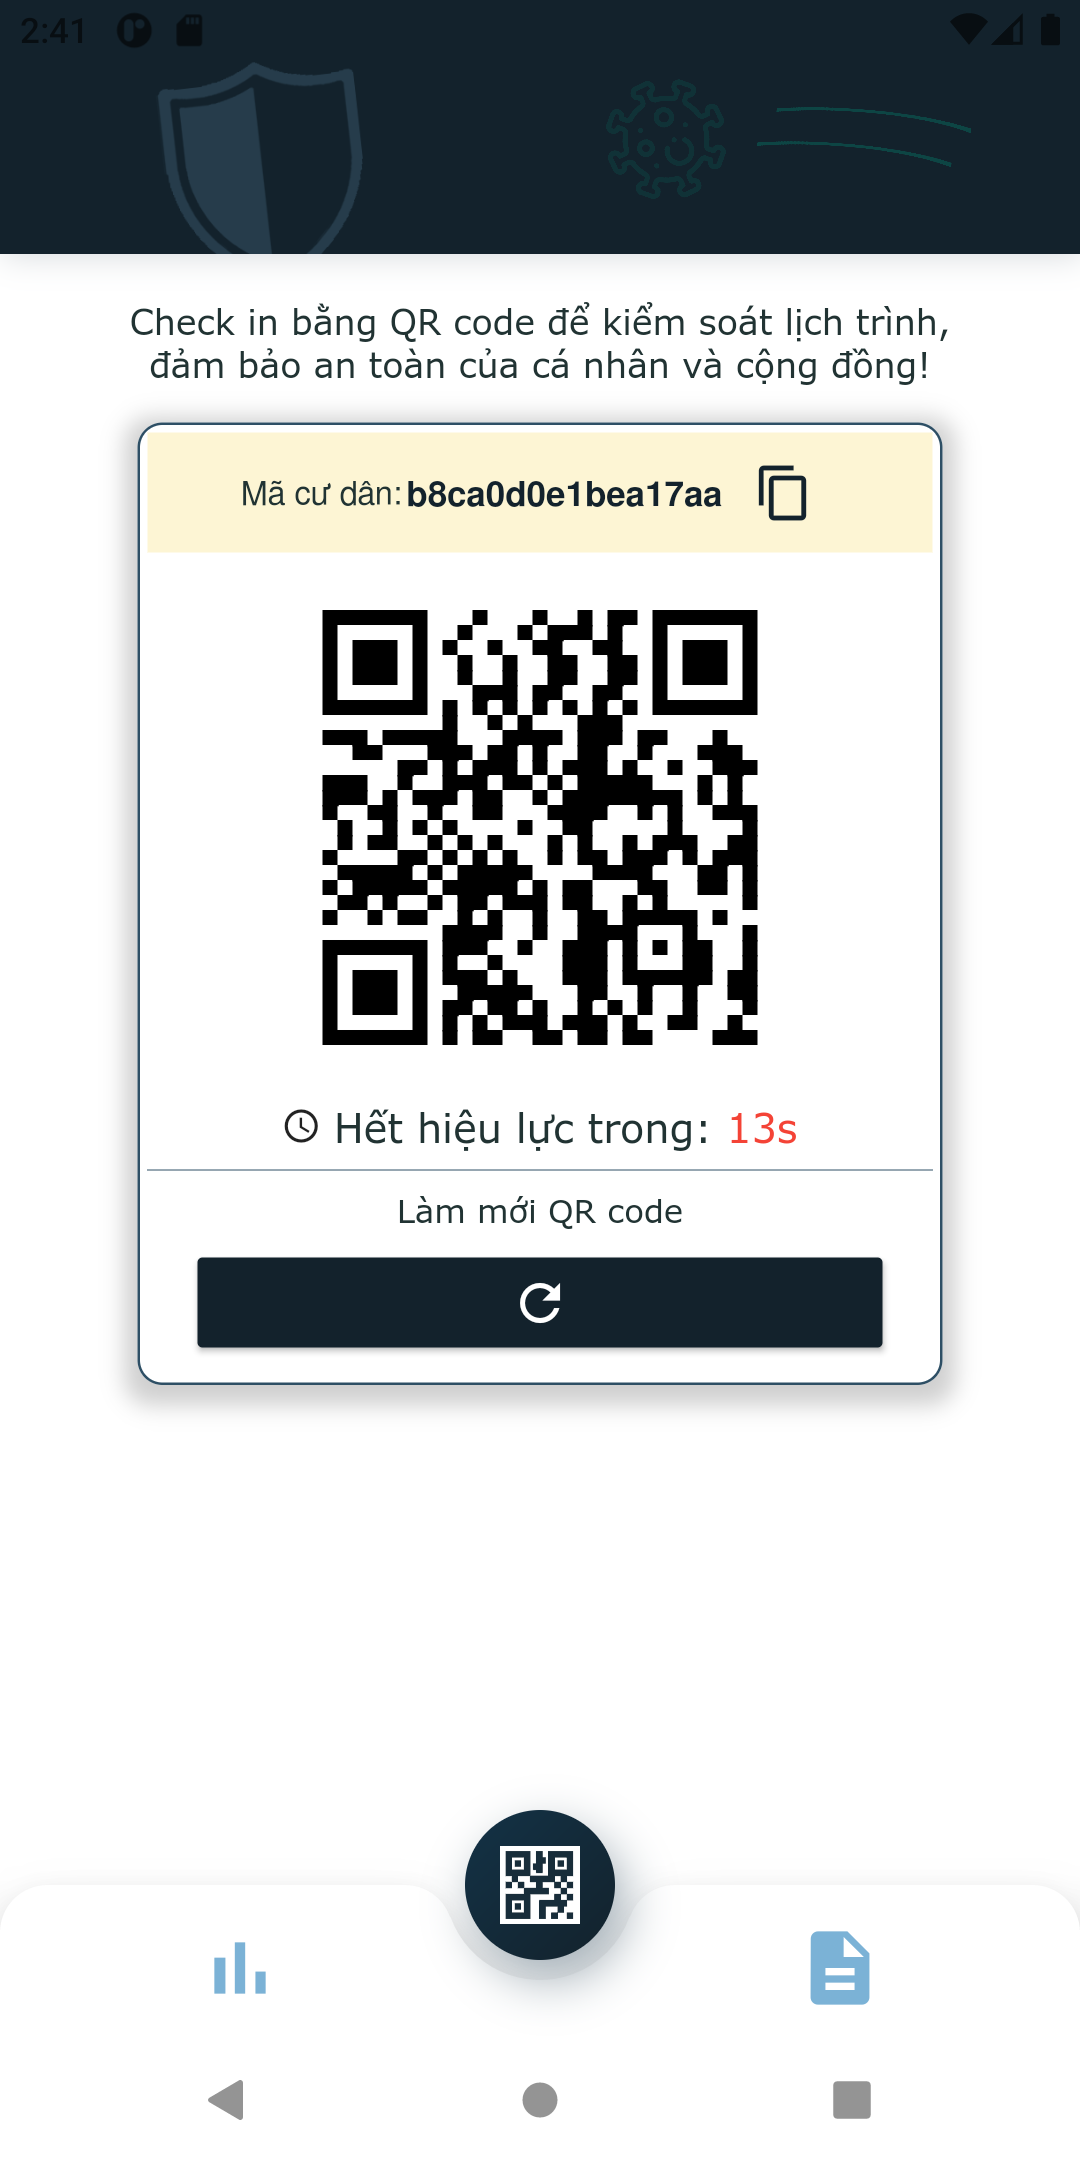 2:41
Check in bằng QR code để kiểm soát lịch trình,
đảm bảo an toàn của cá nhân và cộng đồng!
Mã cư dân: b8ca0d0e1bea17aa
Hết hiệu lực trong: 13s
Làm mới QR code